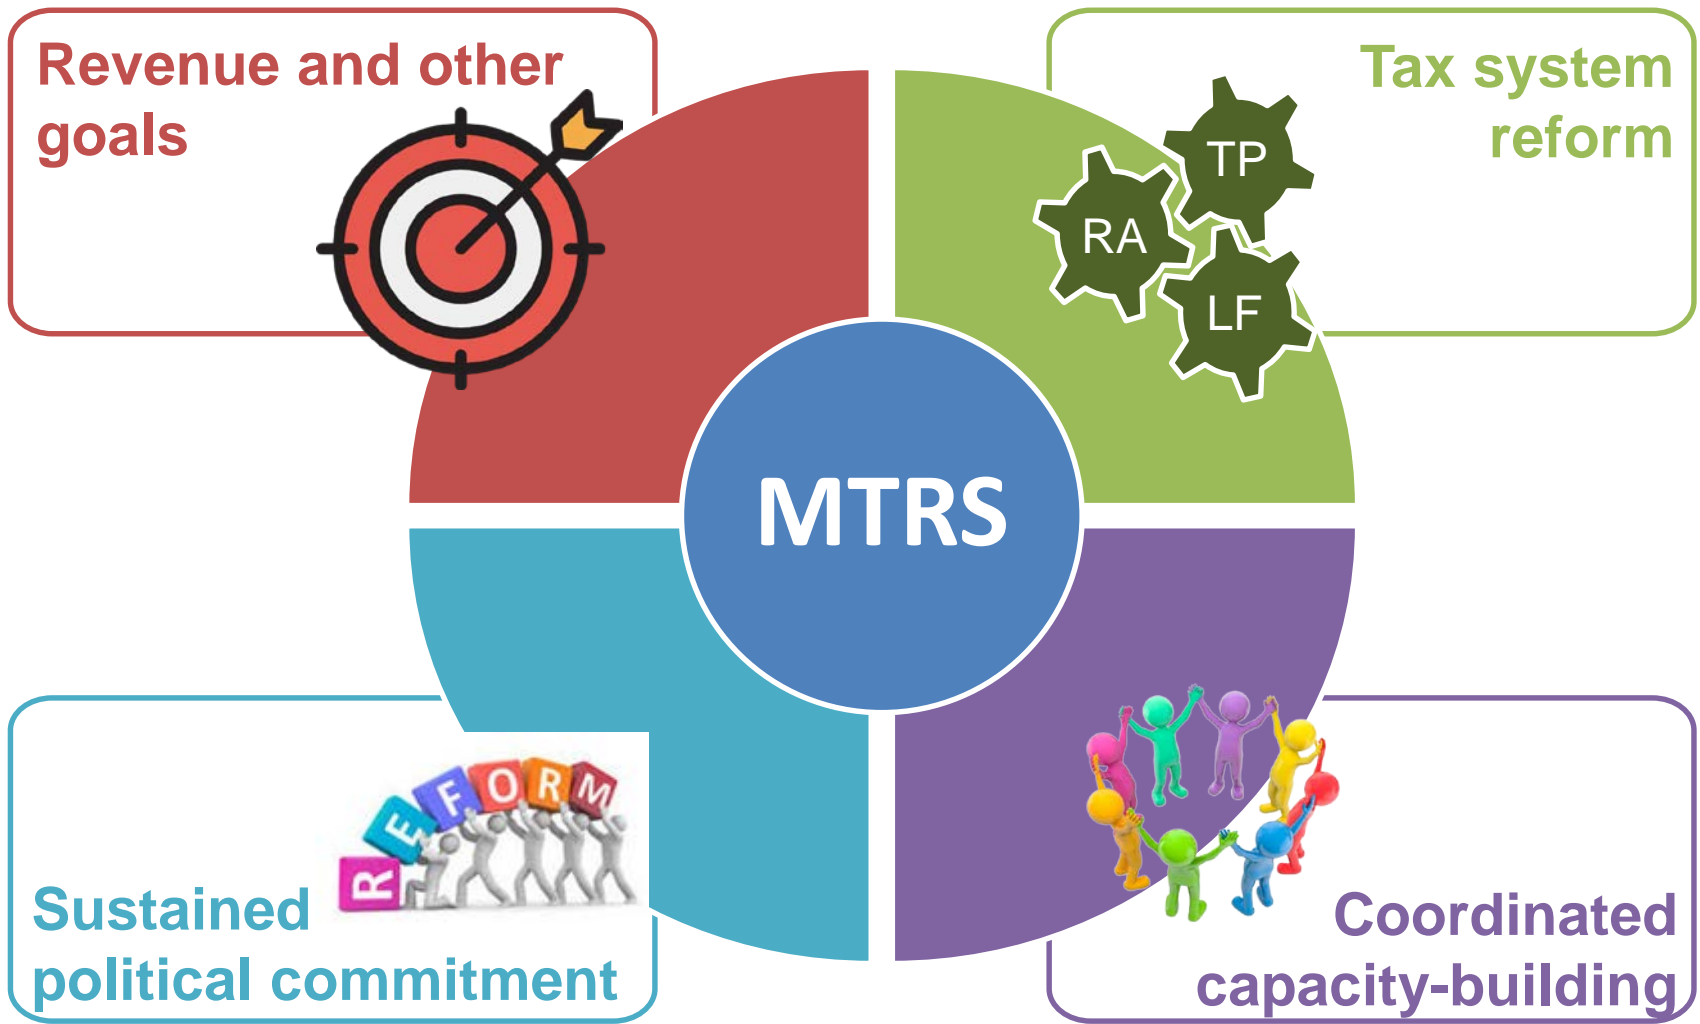 Revenue and other
goals
Tax system
reform
TP
RA
LF
MTRS
REFORM
Sustained
political commitment
Coordinated
capacity-building